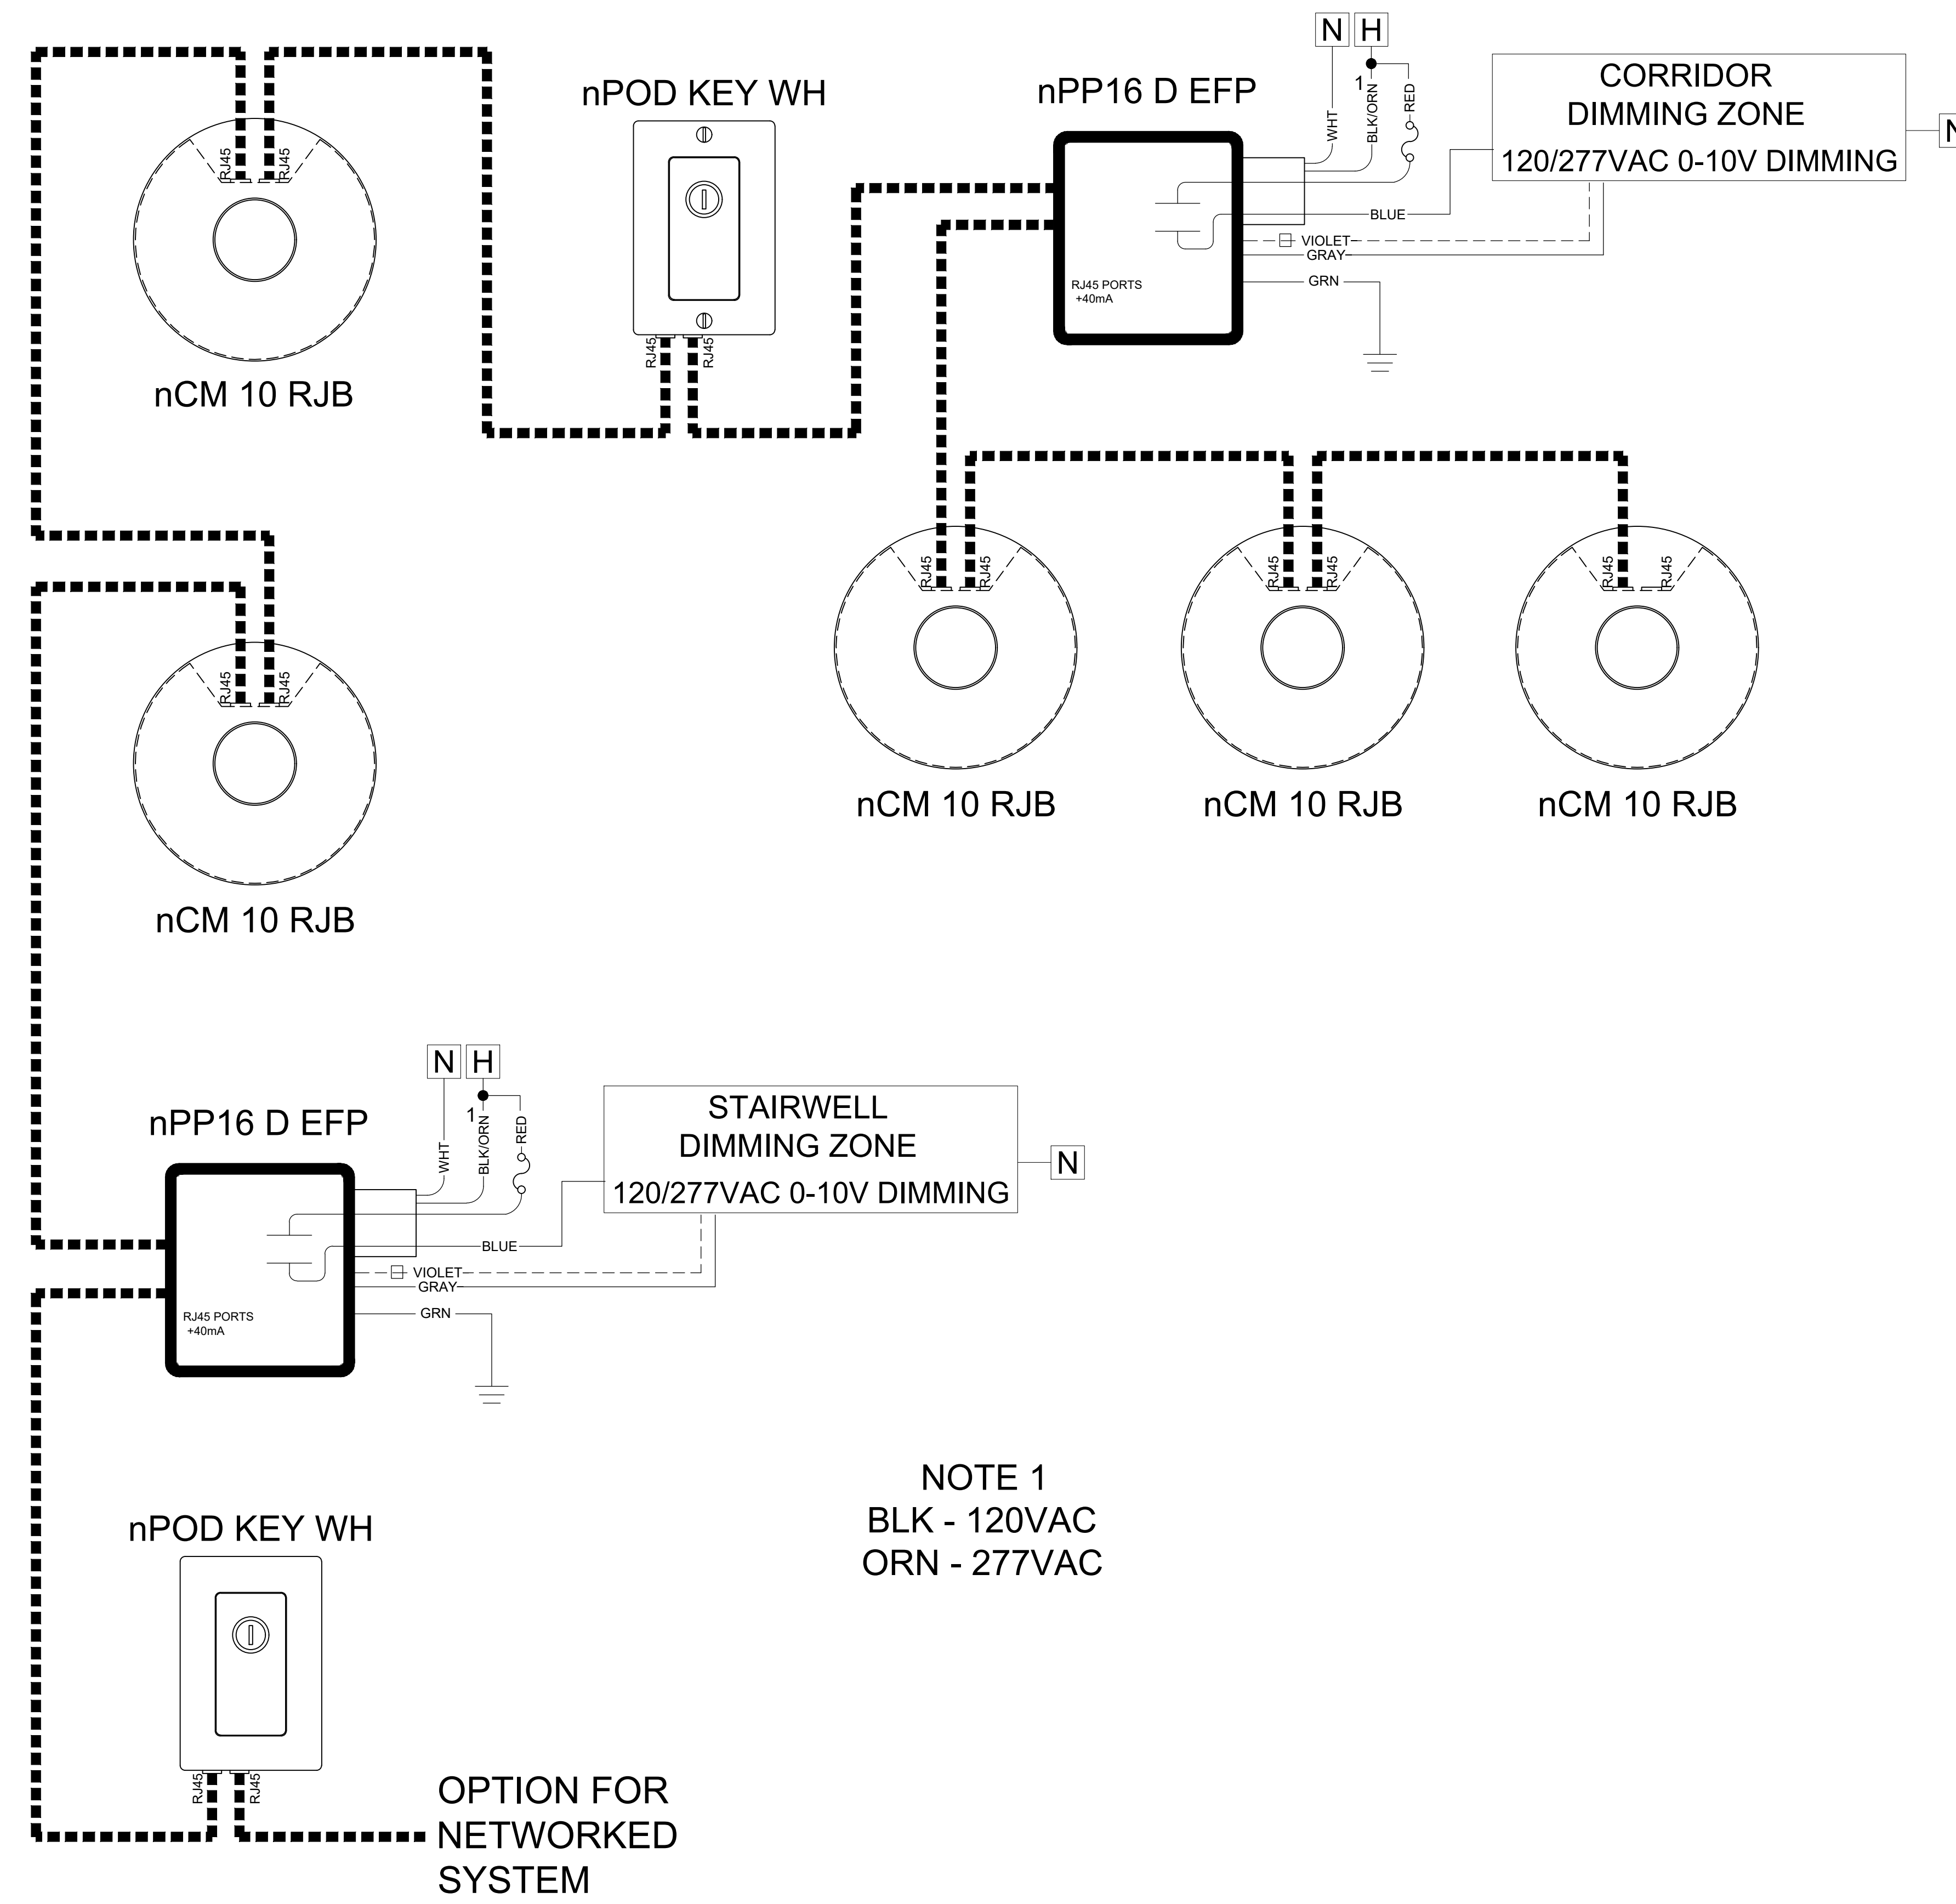 N H
nPOD KEY WH
nPP16 D EFP
CORRIDOR
DIMMING ZONE
120/277VAC 0-10V DIMMING
N
1
WHT
BLK/ORN
RED
BLUE
VIOLET
GRAY
GRN
RJ45 PORTS
+40mA
RJ45
RJ45
nCM 10 RJB
RJ45
RJ45
RJ45
RJ45
RJ45
RJ45
RJ45
RJ45
nCM 10 RJB
nCM 10 RJB
nCM 10 RJB
RJ45
RJ45
nCM 10 RJB
N H
nPP16 D EFP
1
WHT
BLK/ORN
RED
STAIRWELL
DIMMING ZONE
120/277VAC 0-10V DIMMING
N
BLUE
VIOLET
GRAY
GRN
RJ45 PORTS
+40mA
NOTE 1
BLK - 120VAC
ORN - 277VAC
nPOD KEY WH
RJ45
RJ45
OPTION FOR
NETWORKED
SYSTEM